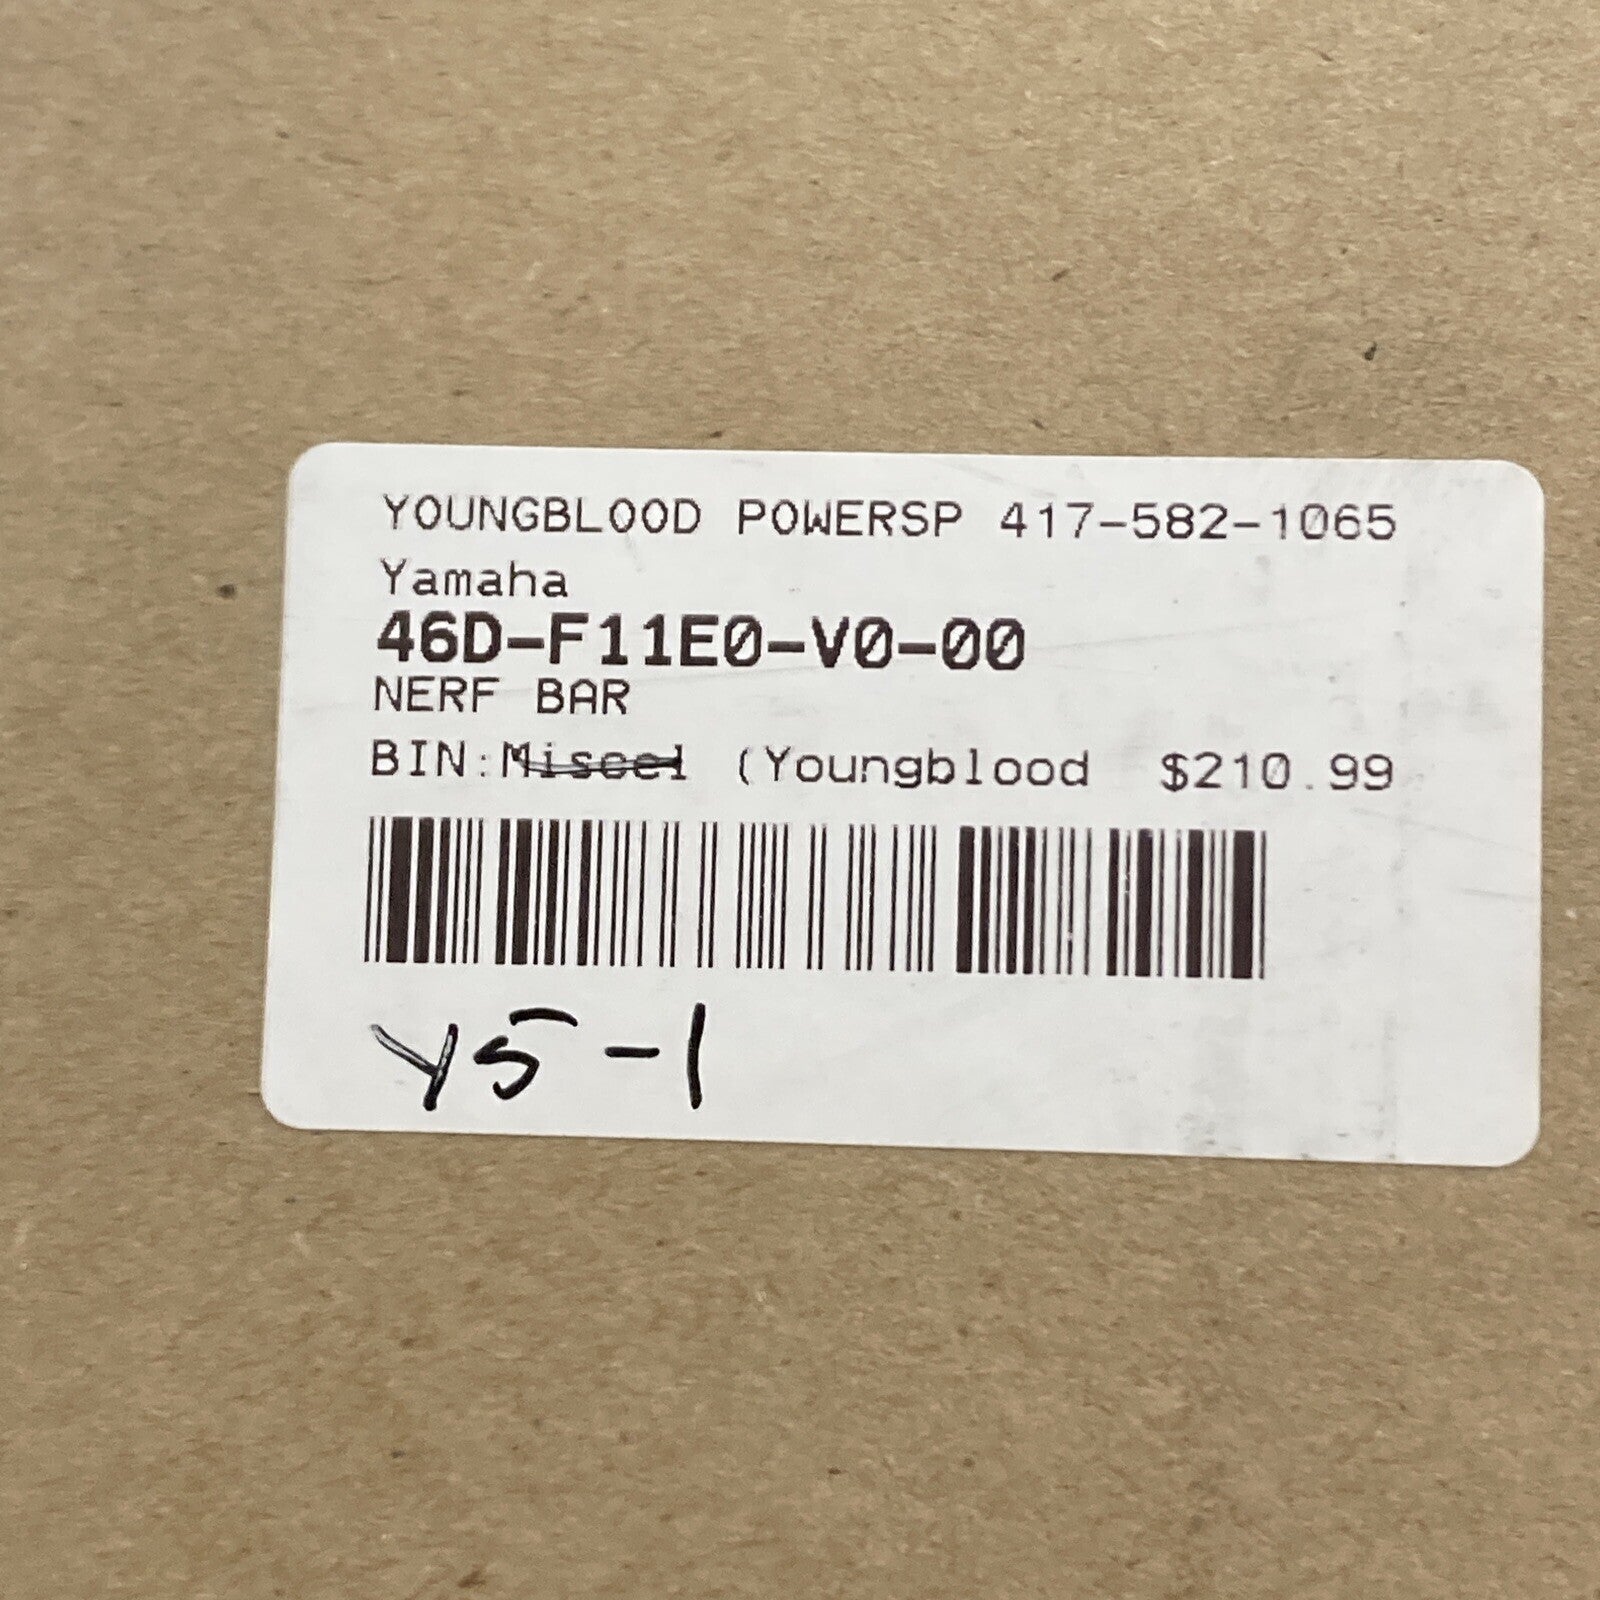 YOUNGBLOOD POWERSP 417-582-1065
Yamaha
46D-F11E0-V0-00
NERF BAR
BIN:Miscel (Youngblood $210.99
Y5-1